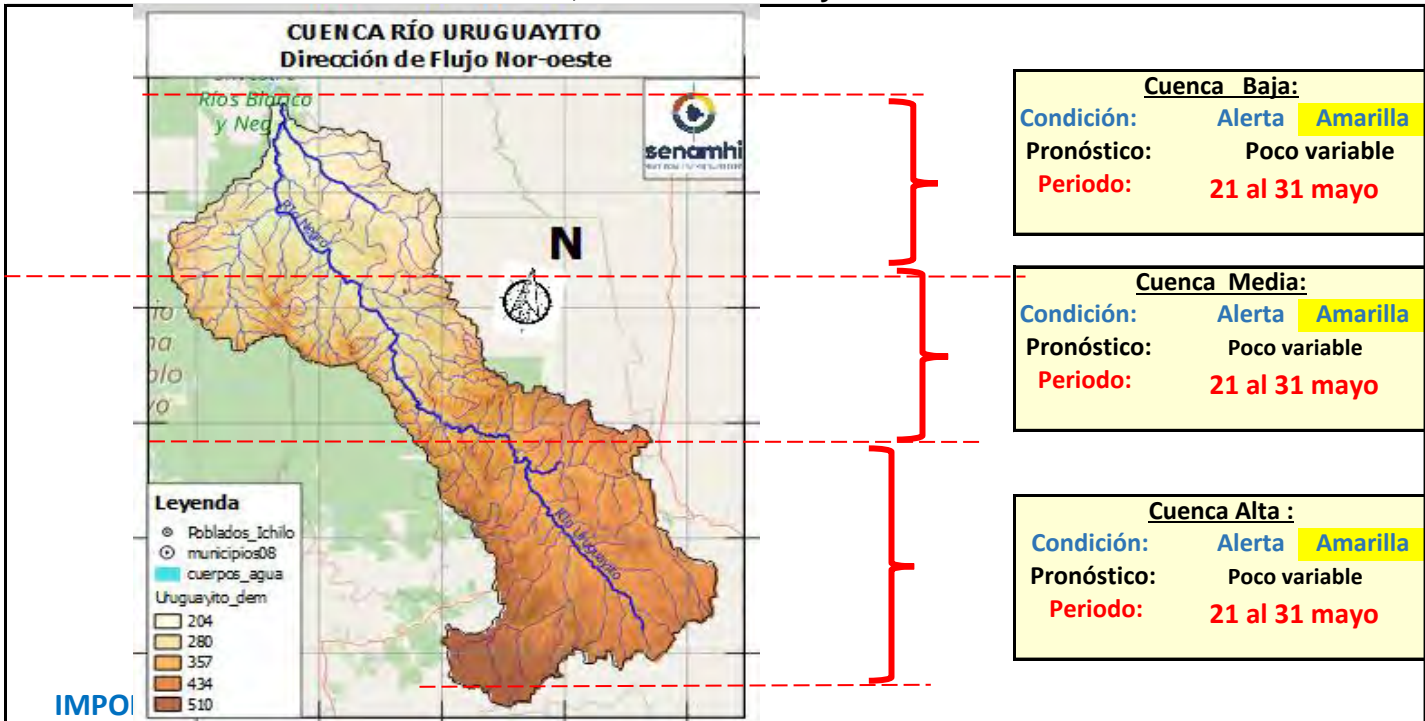 CUENCA RÍO URUGUAYITO
Dirección de Flujo Nor-oeste
Ríos Blanco
y Neg
senamhi
Río Negro
N
Río Uruguayito
Leyenda
Poblados_Ichilo
municipios08
cuerpos_agua
Uruguayito_dem
204
280
357
434
510
IMPO
Cuenca Baja:
Condición: Alerta Amarilla
Pronóstico: Poco variable
Periodo: 21 al 31 mayo
Cuenca Media:
Condición: Alerta Amarilla
Pronóstico: Poco variable
Periodo: 21 al 31 mayo
Cuenca Alta :
Condición: Alerta Amarilla
Pronóstico: Poco variable
Periodo: 21 al 31 mayo